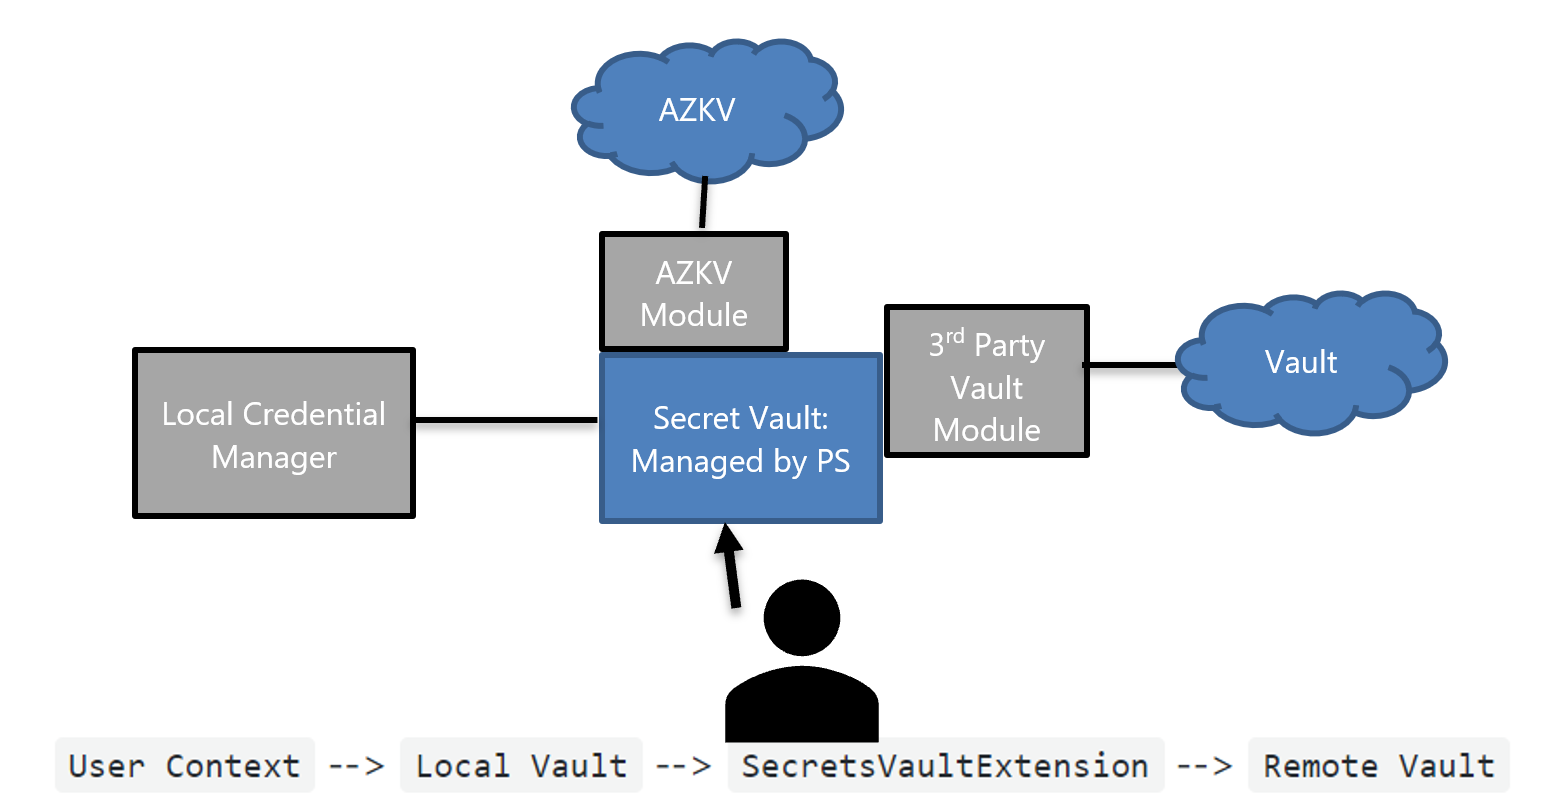 AZKV
AZKV
Module
3rd Party
Vault
Module
Vault
Local Credential
Manager
Secret Vault:
Managed by PS
User Context --> Local Vault --> SecretsVaultExtension --> Remote Vault